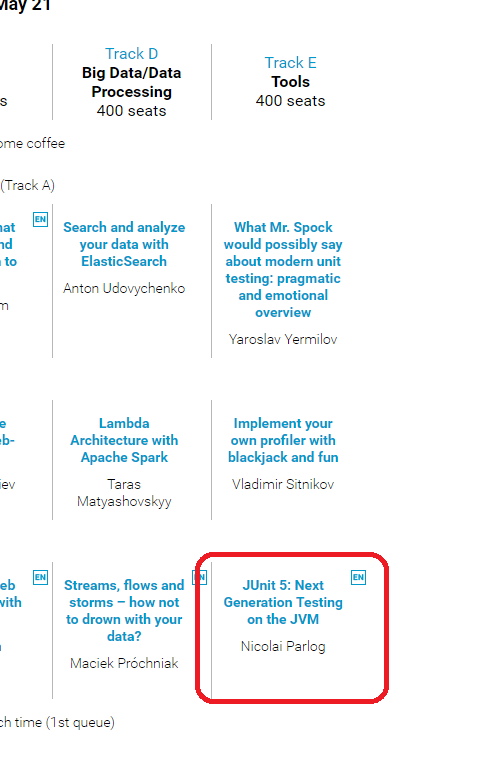 May 21
Track D
Big Data/Data
Processing
400 seats
Track E
Tools
400 seats
s
ome coffee
(Track A)
EN
Search and analyze
your data with
ElasticSearch
Anton Udovychenko
What Mr. Spock
would possibly say
about modern unit
testing: pragmatic
and emotional
overview
Yaroslav Yermilov
nat
nd
to
m
Lambda
Architecture with
Apache Spark
Taras
Matyashovskyy
Implement your
own profiler with
blackjack and fun
Vladimir Sitnikov
e
eb-
iev
eb
with
EN
Streams, flows and
storms – how not
to drown with your
data?
Maciek Próchniak
EN
JUnit 5: Next
Generation Testing
on the JVM
Nicolai Parlog
EN
ch time (1st queue)